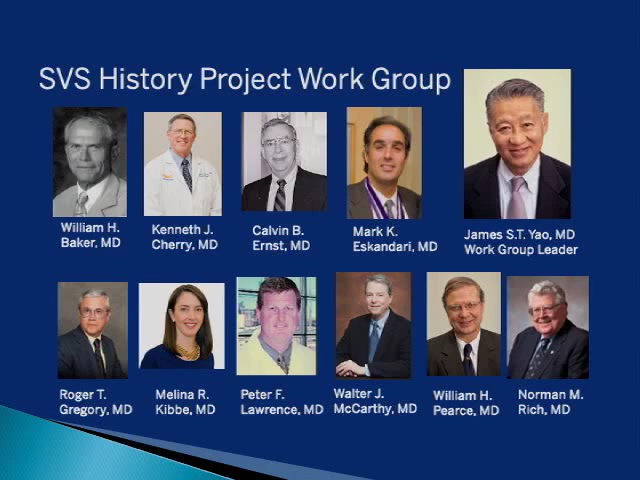 SVS History Project Work Group
William H.
Baker, MD
Kenneth J.
Cherry, MD
Calvin B.
Ernst, MD
Mark K.
Eskandari, MD
James S.T. Yao, MD
Work Group Leader
Roger T.
Gregory, MD
Melina R.
Kibbe, MD
Peter F.
Lawrence, MD
Walter J.
McCarthy, MD
William H.
Pearce, MD
Norman M.
Rich, MD